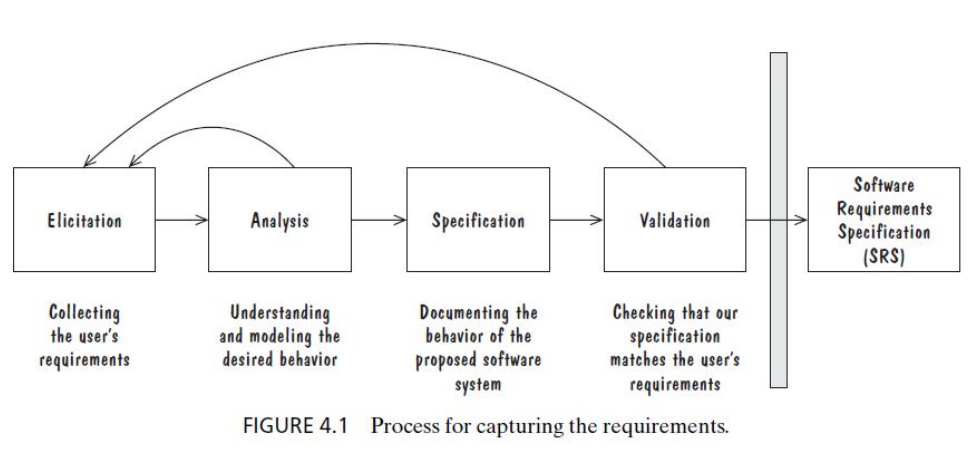 Elicitation
Analysis
Specification
Validation
Software
Requirements
Specification
(SRS)
Collecting
the user's
requirements
Understanding
and modeling the
desired behavior
Documenting the
behavior of the
proposed software
system
Checking that our
specification
matches the user's
requirements
FIGURE 4.1 Process for capturing the requirements.